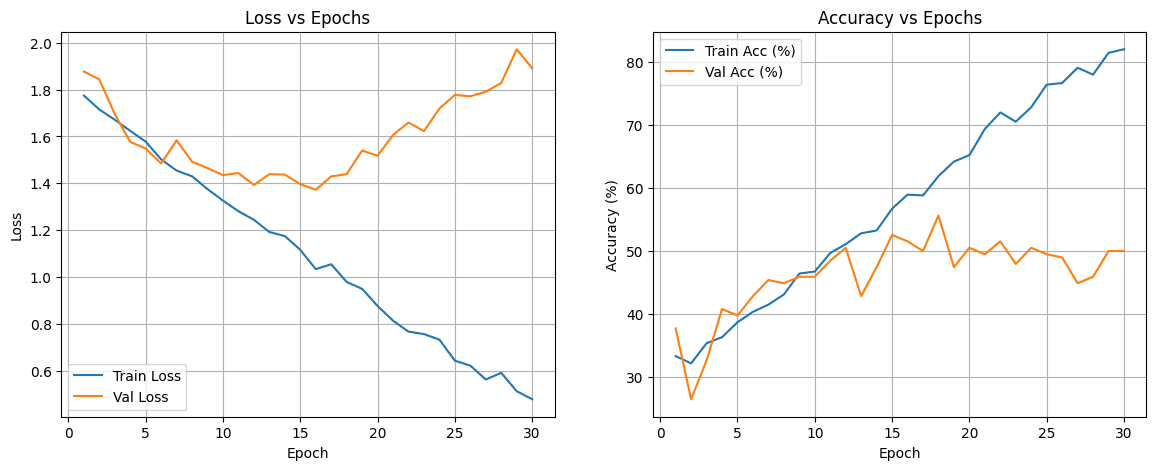 Loss vs Epochs
2.0
1.8
1.6
1.4
1.2
1.0
0.8
0.6
Loss
Train Loss
Val Loss
0 5 10 15 20 25 30
Epoch
Accuracy vs Epochs
Train Acc (%)
Val Acc (%)
80
70
60
50
40
30
Accuracy (%)
0 5 10 15 20 25 30
Epoch